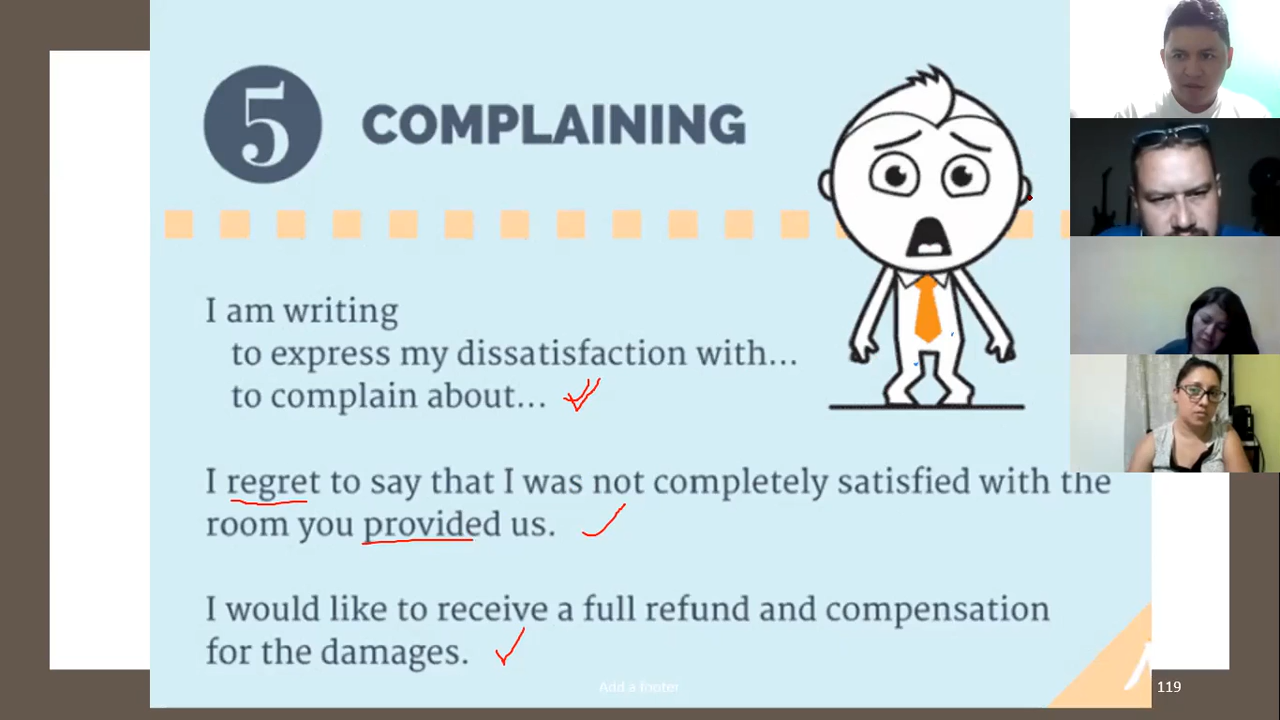 5 COMPLAINING
I am writing
to express my dissatisfaction with...
to complain about...
I regret to say that I was not completely satisfied with the
room you provided us.
I would like to receive a full refund and compensation
for the damages.
Add a footer
119